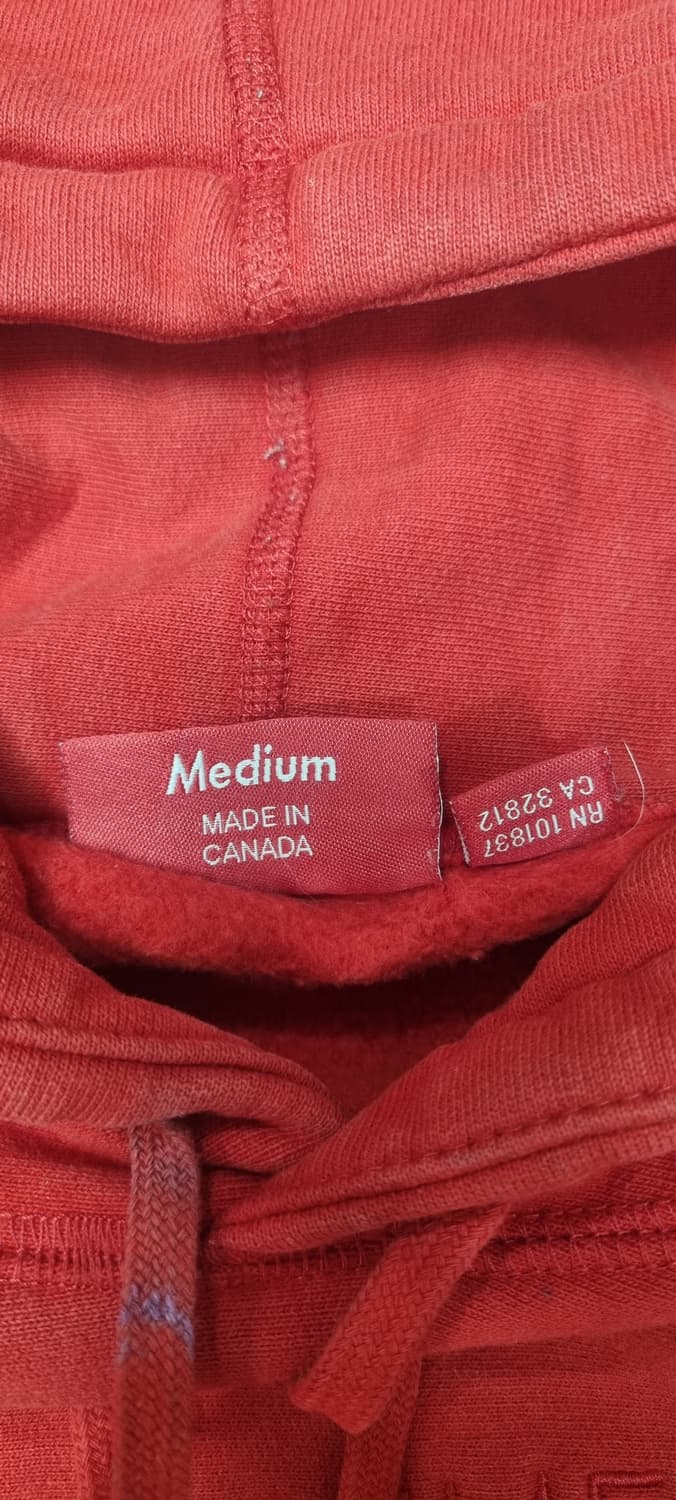 Medium
MADE IN
CANADA
RN 101837
CA 32812